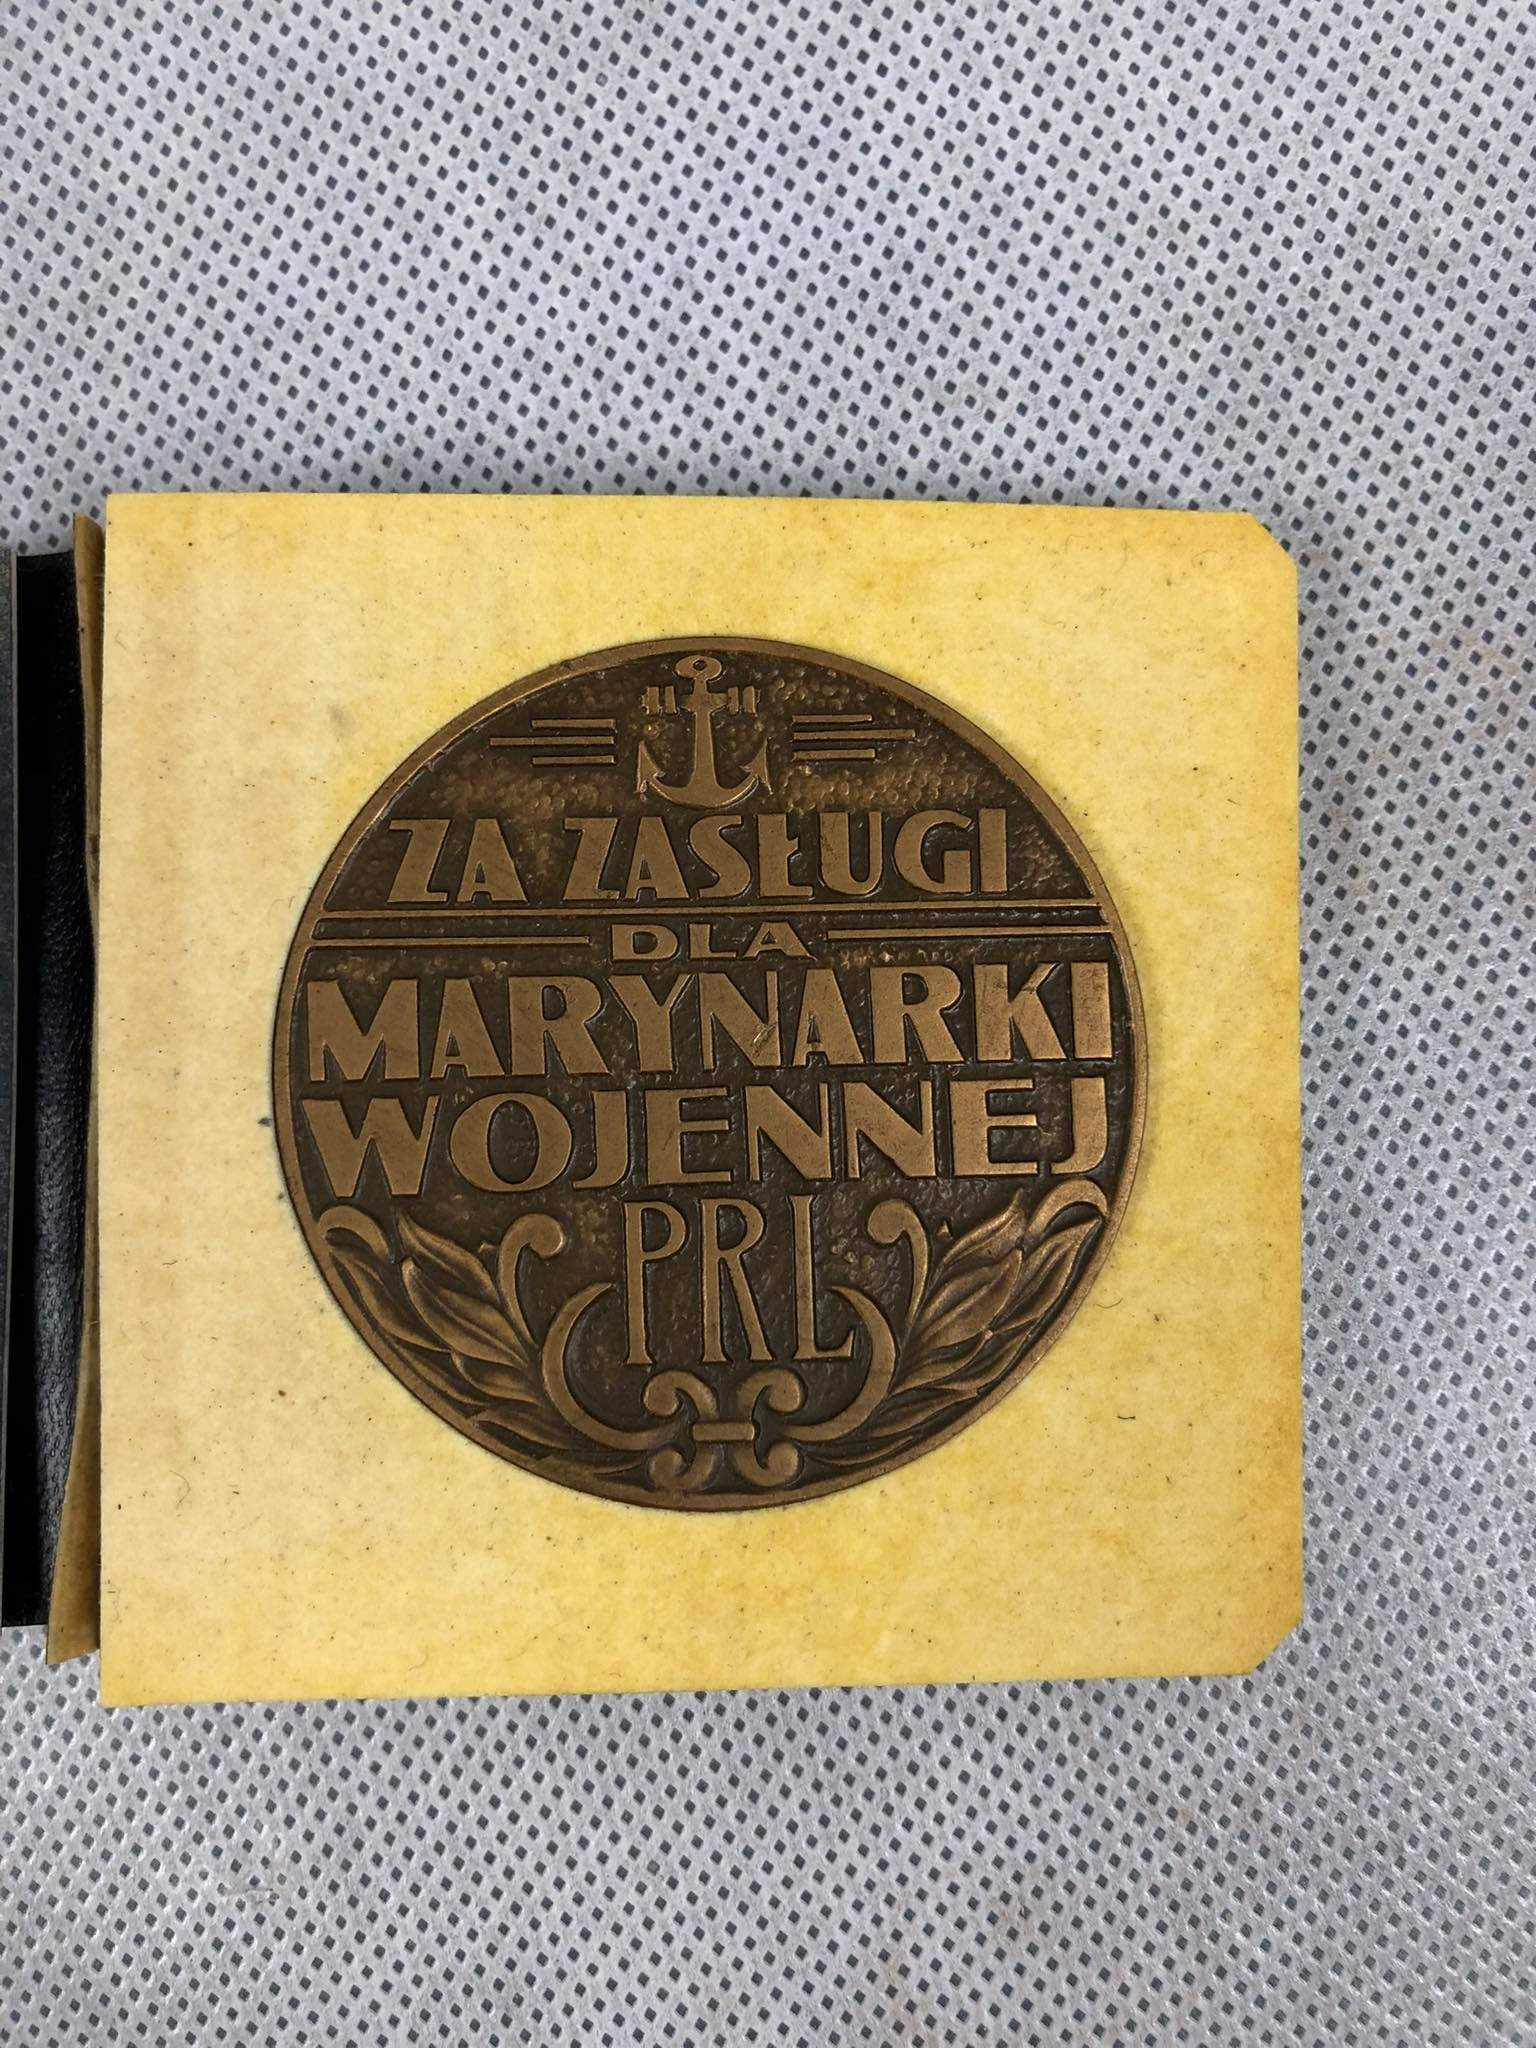 ZA ZASŁUGI
DLA
MARYNARKI
WOJENNEJ
PRL